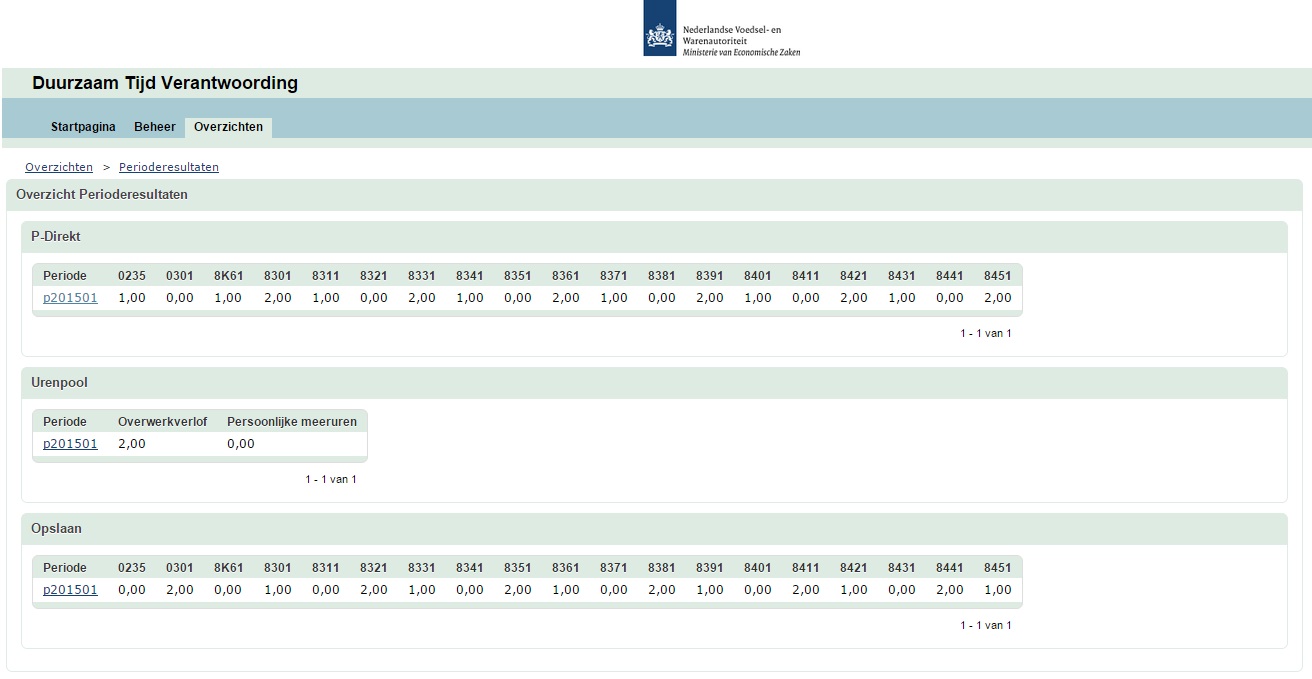 Nederlandse Voedsel- en
Warenautoriteit
Ministerie van Economische Zaken
Duurzaam Tijd Verantwoording
Startpagina Beheer Overzichten
Overzichten > Perioderesultaten
Overzicht Perioderesultaten
P-Direkt
Periode 0235 0301 8K61 8301 8311 8321 8331 8341 8351 8361 8371 8381 8391 8401 8411 8421 8431 8441 8451
p201501 1,00 0,00 1,00 2,00 1,00 0,00 2,00 1,00 0,00 2,00 1,00 0,00 2,00 1,00 0,00 2,00 1,00 0,00 2,00
1 - 1 van 1
Urenpool
Periode Overwerkverlof Persoonlijke meeruren
p201501 2,00 0,00
1 - 1 van 1
Opslaan
Periode 0235 0301 8K61 8301 8311 8321 8331 8341 8351 8361 8371 8381 8391 8401 8411 8421 8431 8441 8451
p201501 0,00 2,00 0,00 1,00 0,00 2,00 1,00 0,00 2,00 1,00 0,00 2,00 1,00 0,00 2,00 1,00 0,00 2,00 1,00
1 - 1 van 1